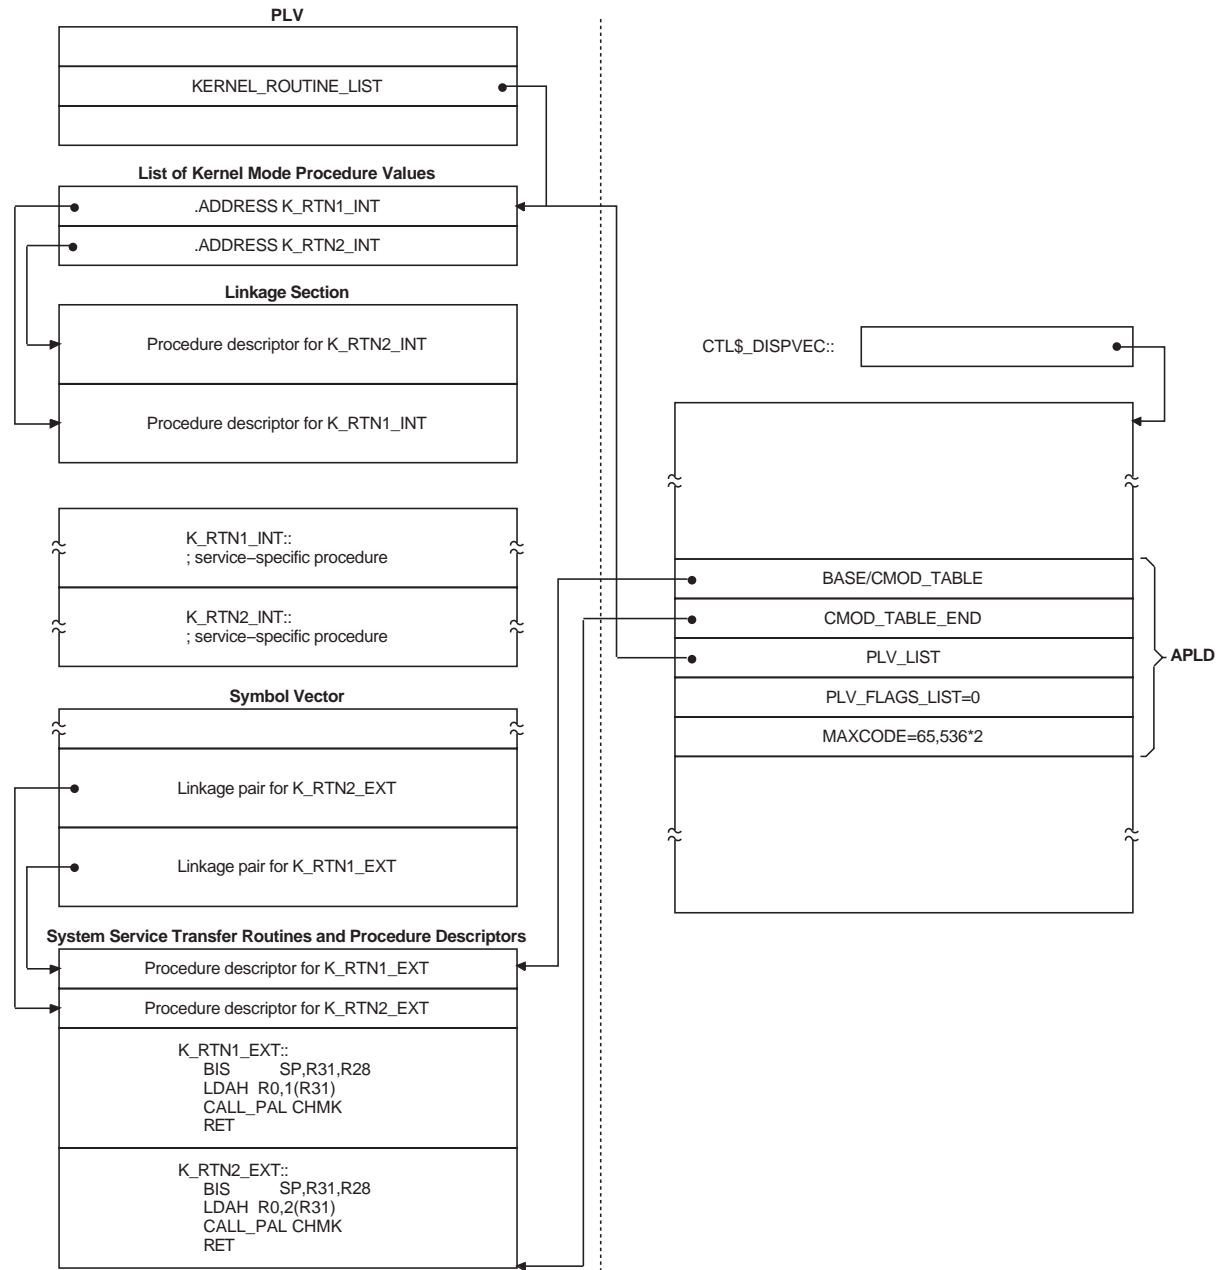 PLV
KERNEL_ROUTINE_LIST
List of Kernel Mode Procedure Values
.ADDRESS K_RTN1_INT
.ADDRESS K_RTN2_INT
Linkage Section
Procedure descriptor for K_RTN2_INT
Procedure descriptor for K_RTN1_INT
K_RTN1_INT::
; service–specific procedure
K_RTN2_INT::
; service–specific procedure
Symbol Vector
Linkage pair for K_RTN2_EXT
Linkage pair for K_RTN1_EXT
System Service Transfer Routines and Procedure Descriptors
Procedure descriptor for K_RTN1_EXT
Procedure descriptor for K_RTN2_EXT
K_RTN1_EXT::
BIS SP,R31,R28
LDAH R0,1(R31)
CALL_PAL CHMK
RET
K_RTN2_EXT::
BIS SP,R31,R28
LDAH R0,2(R31)
CALL_PAL CHMK
RET
CTL$_DISPVEC::
BASE/CMOD_TABLE
CMOD_TABLE_END
PLV_LIST
PLV_FLAGS_LIST=0
MAXCODE=65,536*2
APLD